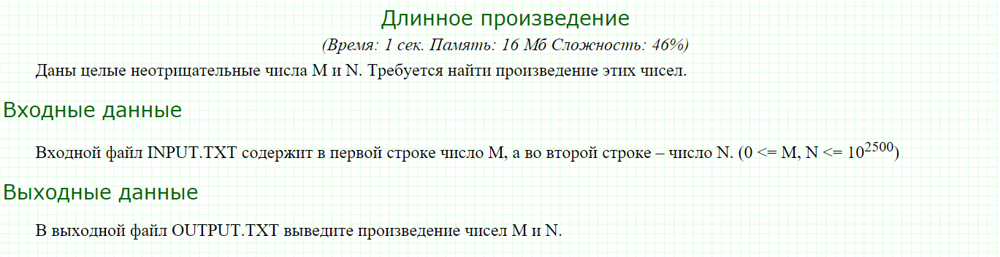 Длинное произведение
(Время: 1 сек. Память: 16 Мб Сложность: 46%)
Даны целые неотрицательные числа M и N. Требуется найти произведение этих чисел.
Входные данные
Входной файл INPUT.TXT содержит в первой строке число M, а во второй строке – число N. (0 <= M, N <= 10^2500)
Выходные данные
В выходной файл OUTPUT.TXT выведите произведение чисел M и N.